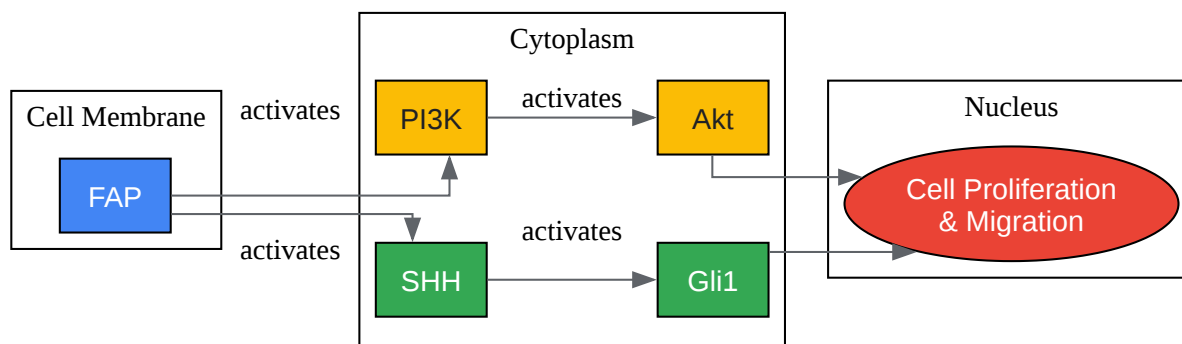 Cytoplasm
Cell Membrane
activates
PI3K
activates
Akt
Nucleus
FAP
Cell Proliferation
& Migration
activates
SHH
activates
Gli1